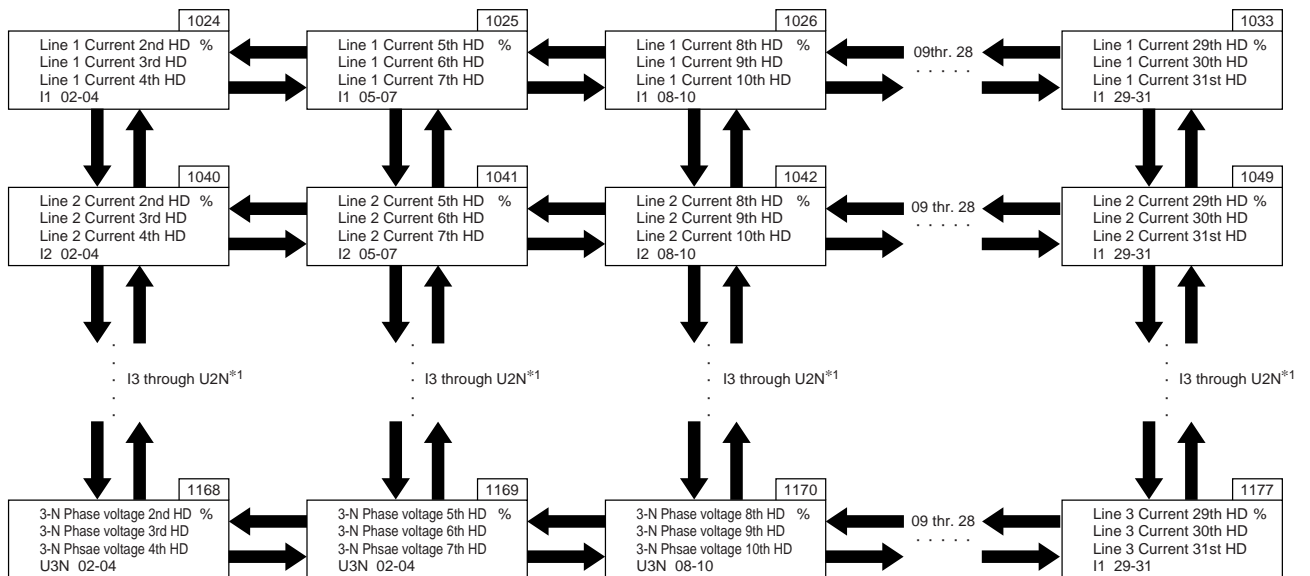 1024
Line 1 Current 2nd HD %
Line 1 Current 3rd HD
Line 1 Current 4th HD
I1 02-04
1025
Line 1 Current 5th HD %
Line 1 Current 6th HD
Line 1 Current 7th HD
I1 05-07
1026
Line 1 Current 8th HD %
Line 1 Current 9th HD
Line 1 Current 10th HD
I1 08-10
09thr. 28
. . . . .
1033
Line 1 Current 29th HD %
Line 1 Current 30th HD
Line 1 Current 31st HD
I1 29-31
1040
Line 2 Current 2nd HD %
Line 2 Current 3rd HD
Line 2 Current 4th HD
I2 02-04
1041
Line 2 Current 5th HD %
Line 2 Current 6th HD
Line 2 Current 7th HD
I2 05-07
1042
Line 2 Current 8th HD %
Line 2 Current 9th HD
Line 2 Current 10th HD
I2 08-10
09 thr. 28
. . . . .
1049
Line 2 Current 29th HD %
Line 2 Current 30th HD
Line 2 Current 31st HD
I1 29-31
I3 through U2N*1
I3 through U2N*1
I3 through U2N*1
I3 through U2N*1
1168
3-N Phase voltage 2nd HD %
3-N Phase voltage 3rd HD
3-N Phsae voltage 4th HD
U3N 02-04
1169
3-N Phase voltage 5th HD %
3-N Phase voltage 6th HD
3-N Phsae voltage 7th HD
U3N 02-04
1170
3-N Phase voltage 8th HD %
3-N Phase voltage 9th HD
3-N Phsae voltage 10th HD
U3N 08-10
09 thr. 28
. . . . .
1177
Line 3 Current 29th HD %
Line 3 Current 30th HD
Line 3 Current 31st HD
I1 29-31